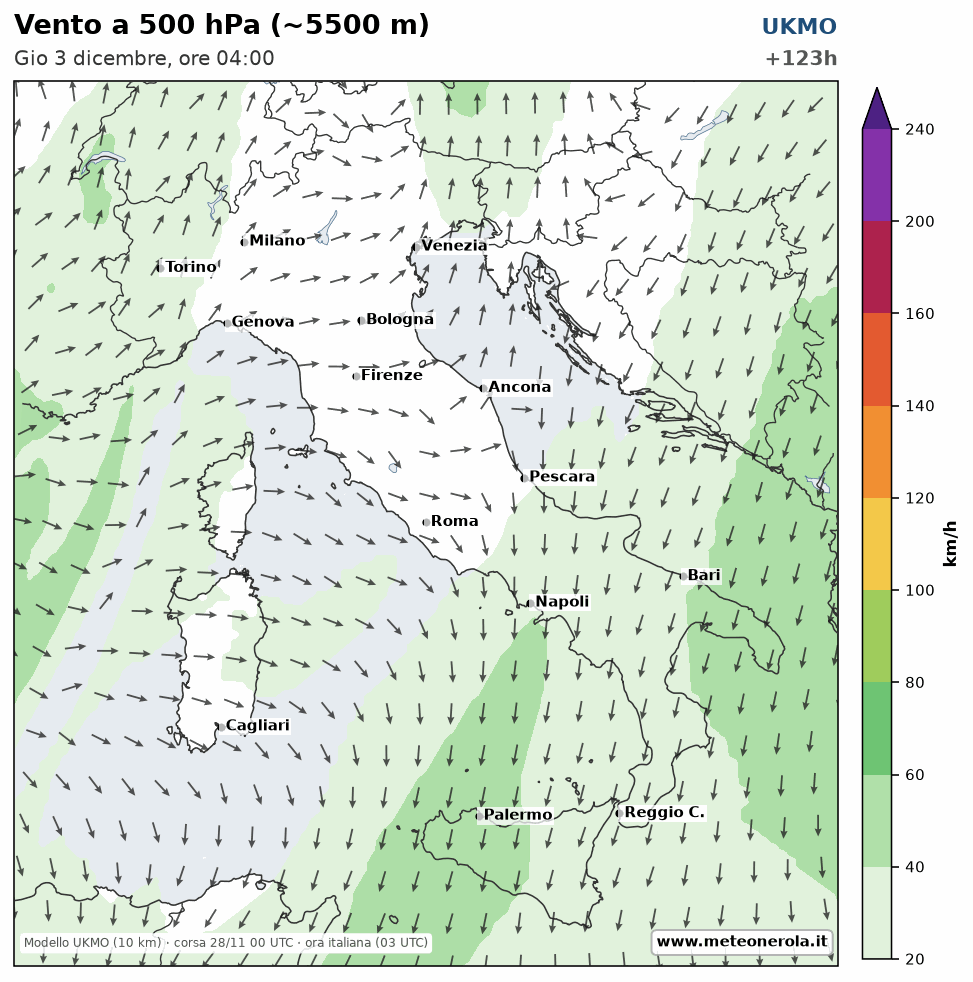 Vento a 500 hPa (~5500 m)
UKMO
Gio 3 dicembre, ore 04:00
+123h
Milano
Venezia
Torino
Genova
Bologna
Firenze
Ancona
Pescara
Roma
Bari
Napoli
Cagliari
Palermo
Reggio C.
240
200
160
140
120
100
80
60
40
20
km/h
Modello UKMO (10 km) · corsa 28/11 00 UTC · ora italiana (03 UTC)
www.meteonerola.it